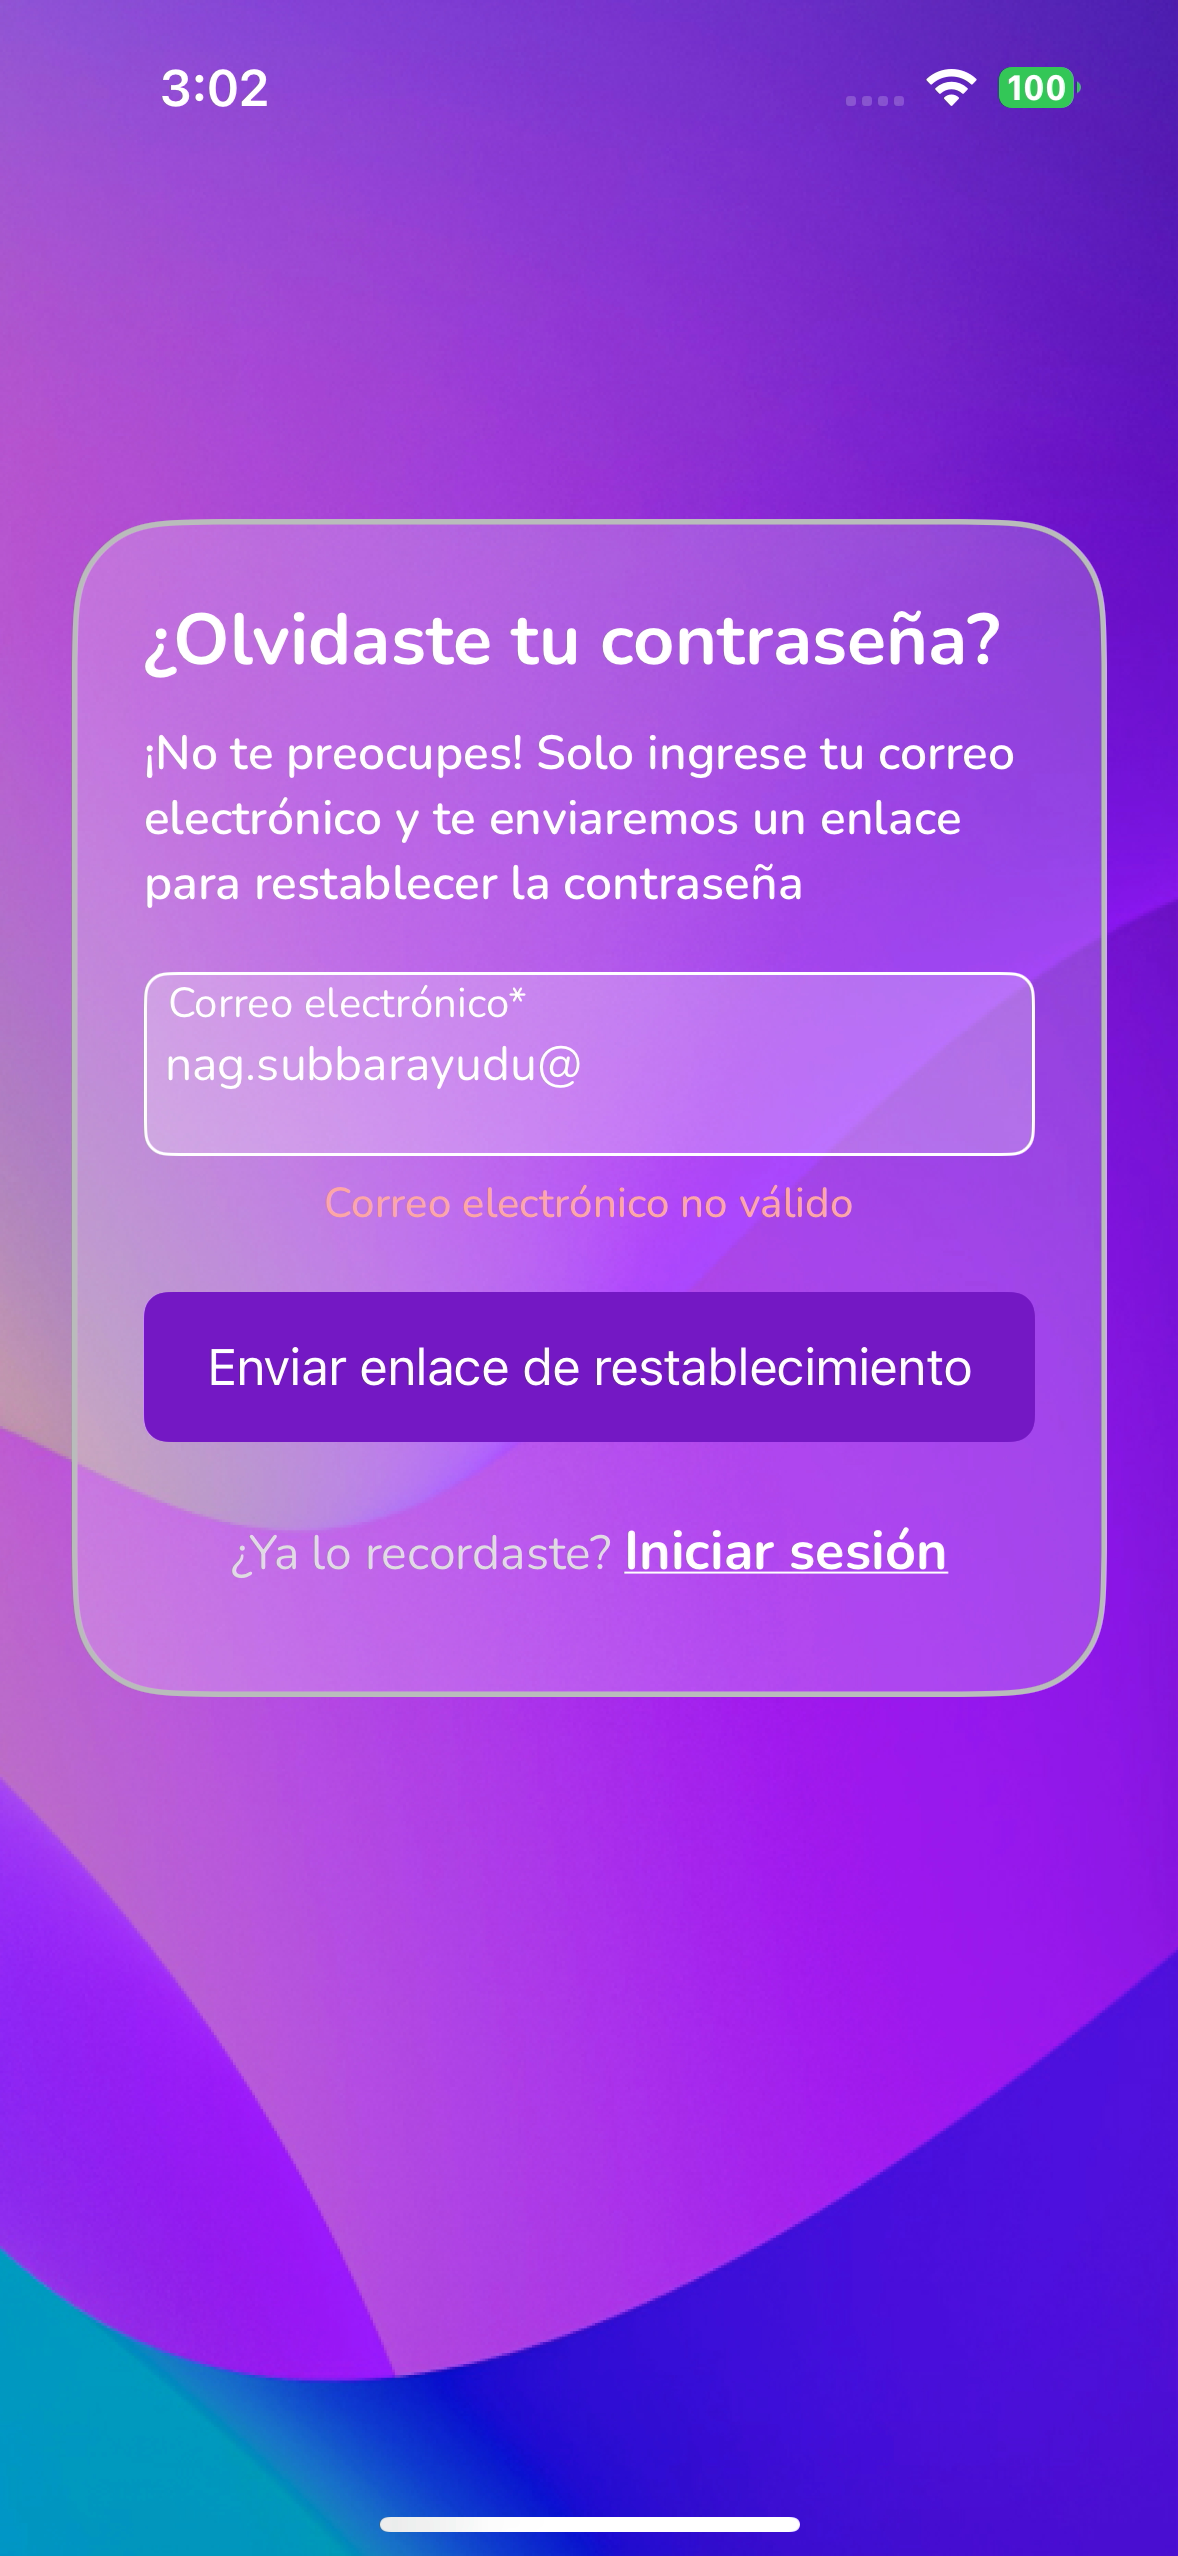 3:02
100
¿Olvidaste tu contraseña?
¡No te preocupes! Solo ingrese tu correo
electrónico y te enviaremos un enlace
para restablecer la contraseña
Correo electrónico*
nag.subbarayudu@
Correo electrónico no válido
Enviar enlace de restablecimiento
¿Ya lo recordaste? Iniciar sesión